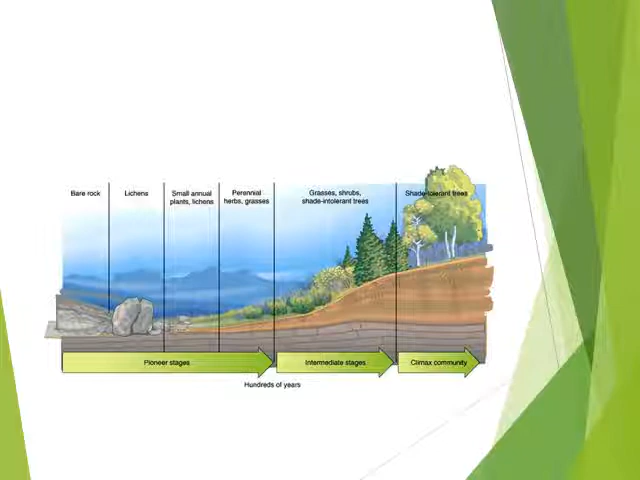 Bare rock
Lichens
Small annual
plants, lichens
Perennial
herbs, grasses
Grasses, shrubs,
shade-intolerant trees
Shade-tolerant trees
Pioneer stages
Intermediate stages
Climax community
Hundreds of years